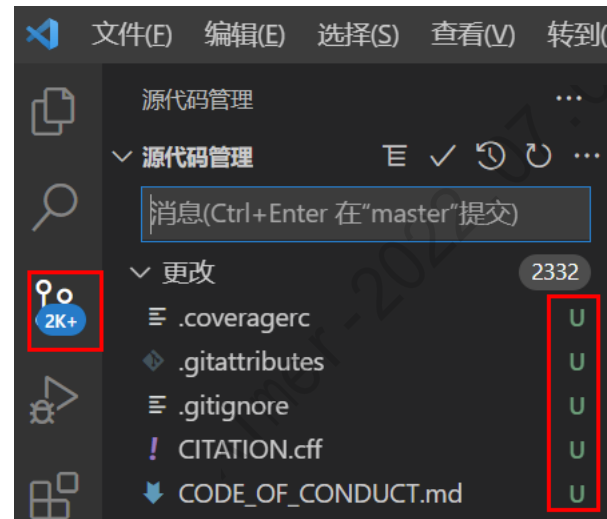 文件(F) 编辑(E) 选择(S) 查看(V) 转到(
源代码管理 ···
源代码管理 ···
消息(Ctrl+Enter 在“master”提交)
更改 2332
2K+
.coveragerc U
.gitattributes U
.gitignore U
! CITATION.cff U
CODE_OF_CONDUCT.md U